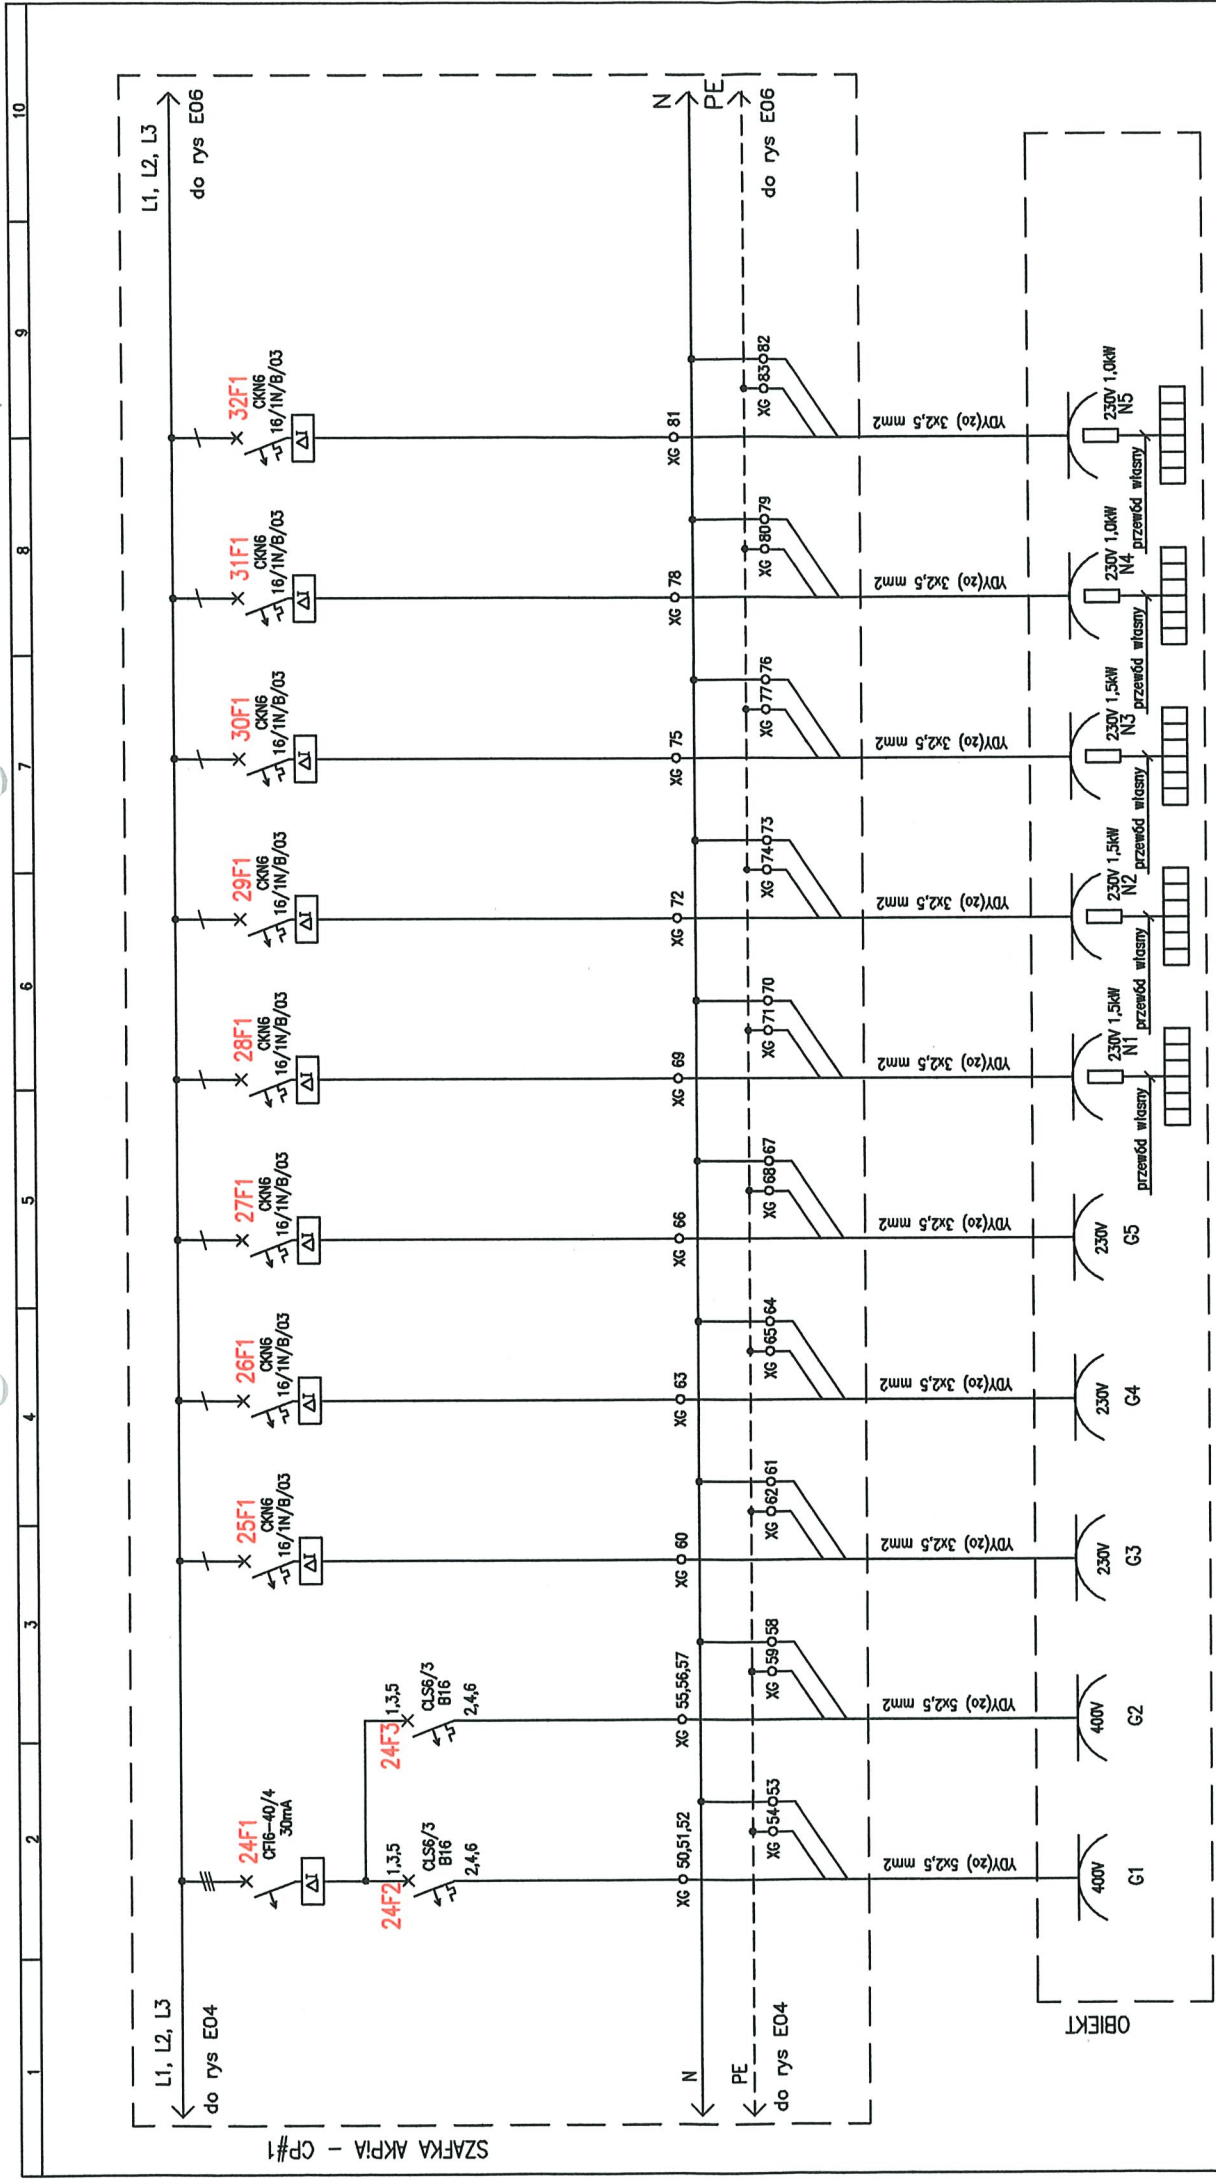 1
2
3
4
5
6
7
8
9
10
SZAFKA AKPiA - CP#1
L1, L2, L3
do rys E04
L1, L2, L3
do rys E06
24F1
CFI6-40/4
30mA
ΔI
24F2
1,3,5
CLS6/3
B16
2,4,6
24F3
1,3,5
CLS6/3
B16
2,4,6
25F1
CKN6
16/1N/B/03
ΔI
26F1
CKN6
16/1N/B/03
ΔI
27F1
CKN6
16/1N/B/03
ΔI
28F1
CKN6
16/1N/B/03
ΔI
29F1
CKN6
16/1N/B/03
ΔI
30F1
CKN6
16/1N/B/03
ΔI
31F1
CKN6
16/1N/B/03
ΔI
32F1
CKN6
16/1N/B/03
ΔI
XG 50,51,52
XG 55,56,57
XG 60
XG 63
XG 66
XG 69
XG 72
XG 75
XG 78
XG 81
N
N
PE
do rys E04
PE
do rys E06
XG 54 53
XG 59 58
XG 62 61
XG 65 64
XG 68 67
XG 71 70
XG 74 73
XG 77 76
XG 80 79
XG 83 82
YDY(żo) 5x2,5 mm2
YDY(żo) 5x2,5 mm2
YDY(żo) 3x2,5 mm2
YDY(żo) 3x2,5 mm2
YDY(żo) 3x2,5 mm2
YDY(żo) 3x2,5 mm2
YDY(żo) 3x2,5 mm2
YDY(żo) 3x2,5 mm2
YDY(żo) 3x2,5 mm2
YDY(żo) 3x2,5 mm2
OBIEKT
400V
G1
400V
G2
230V
G3
230V
G4
230V
G5
230V 1,5kW
N1
przewód własny
230V 1,5kW
N2
przewód własny
230V 1,5kW
N3
przewód własny
230V 1,0kW
N4
przewód własny
230V 1,0kW
N5
przewód własny